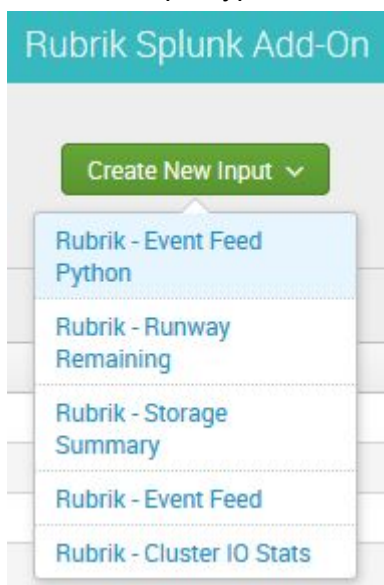 Rubrik Splunk Add-On
Create New Input
Rubrik - Event Feed
Python
Rubrik - Runway
Remaining
Rubrik - Storage
Summary
Rubrik - Event Feed
Rubrik - Cluster IO Stats